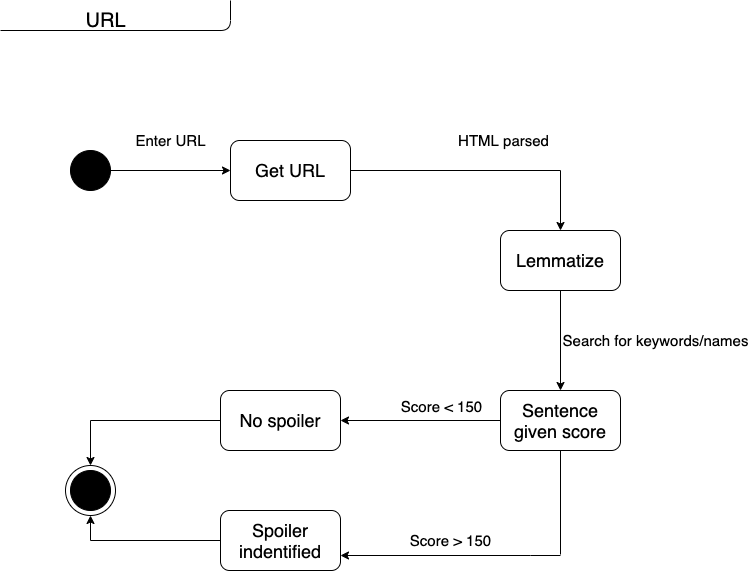 URL
Enter URL
Get URL
HTML parsed
Lemmatize
Search for keywords/names
Sentence
given score
Score < 150
No spoiler
Score > 150
Spoiler
indentified